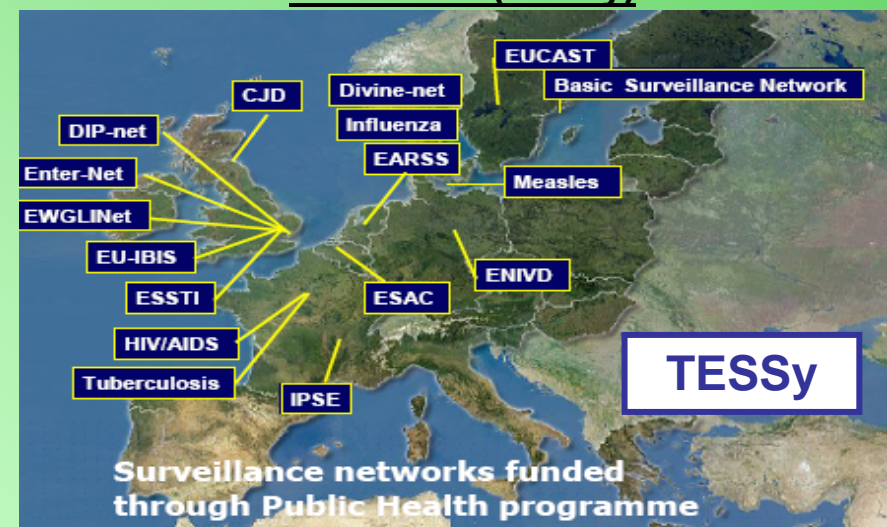 EUCAST
Basic Surveillance Network
CJD
Divine-net
Influenza
DIP-net
EARSS
Enter-Net
Measles
EWGLINet
EU-IBIS
ENIVD
ESSTI
ESAC
HIV/AIDS
Tuberculosis
IPSE
TESSy
Surveillance networks funded
through Public Health programme